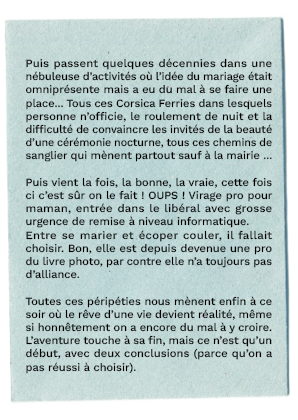 Puis passent quelques décennies dans une
nébuleuse d'activités où l'idée du mariage était
omniprésente mais a eu du mal à se faire une
place... Tous ces Corsica Ferries dans lesquels
personne n'officie, le roulement de nuit et la
difficulté de convaincre les invités de la beauté
d'une cérémonie nocturne, tous ces chemins de
sanglier qui mènent partout sauf à la mairie ...

Puis vient la fois, la bonne, la vraie, cette fois
ci c'est sûr on le fait ! OUPS ! Virage pro pour
maman, entrée dans le libéral avec grosse
urgence de remise à niveau informatique.
Entre se marier et écoper couler, il fallait
choisir. Bon, elle est depuis devenue une pro
du livre photo, par contre elle n'a toujours pas
d'alliance.

Toutes ces péripéties nous mènent enfin à ce
soir où le rêve d'une vie devient réalité, même
si honnêtement on a encore du mal à y croire.
L'aventure touche à sa fin, mais ce n'est qu'un
début, avec deux conclusions (parce qu'on a
pas réussi à choisir).